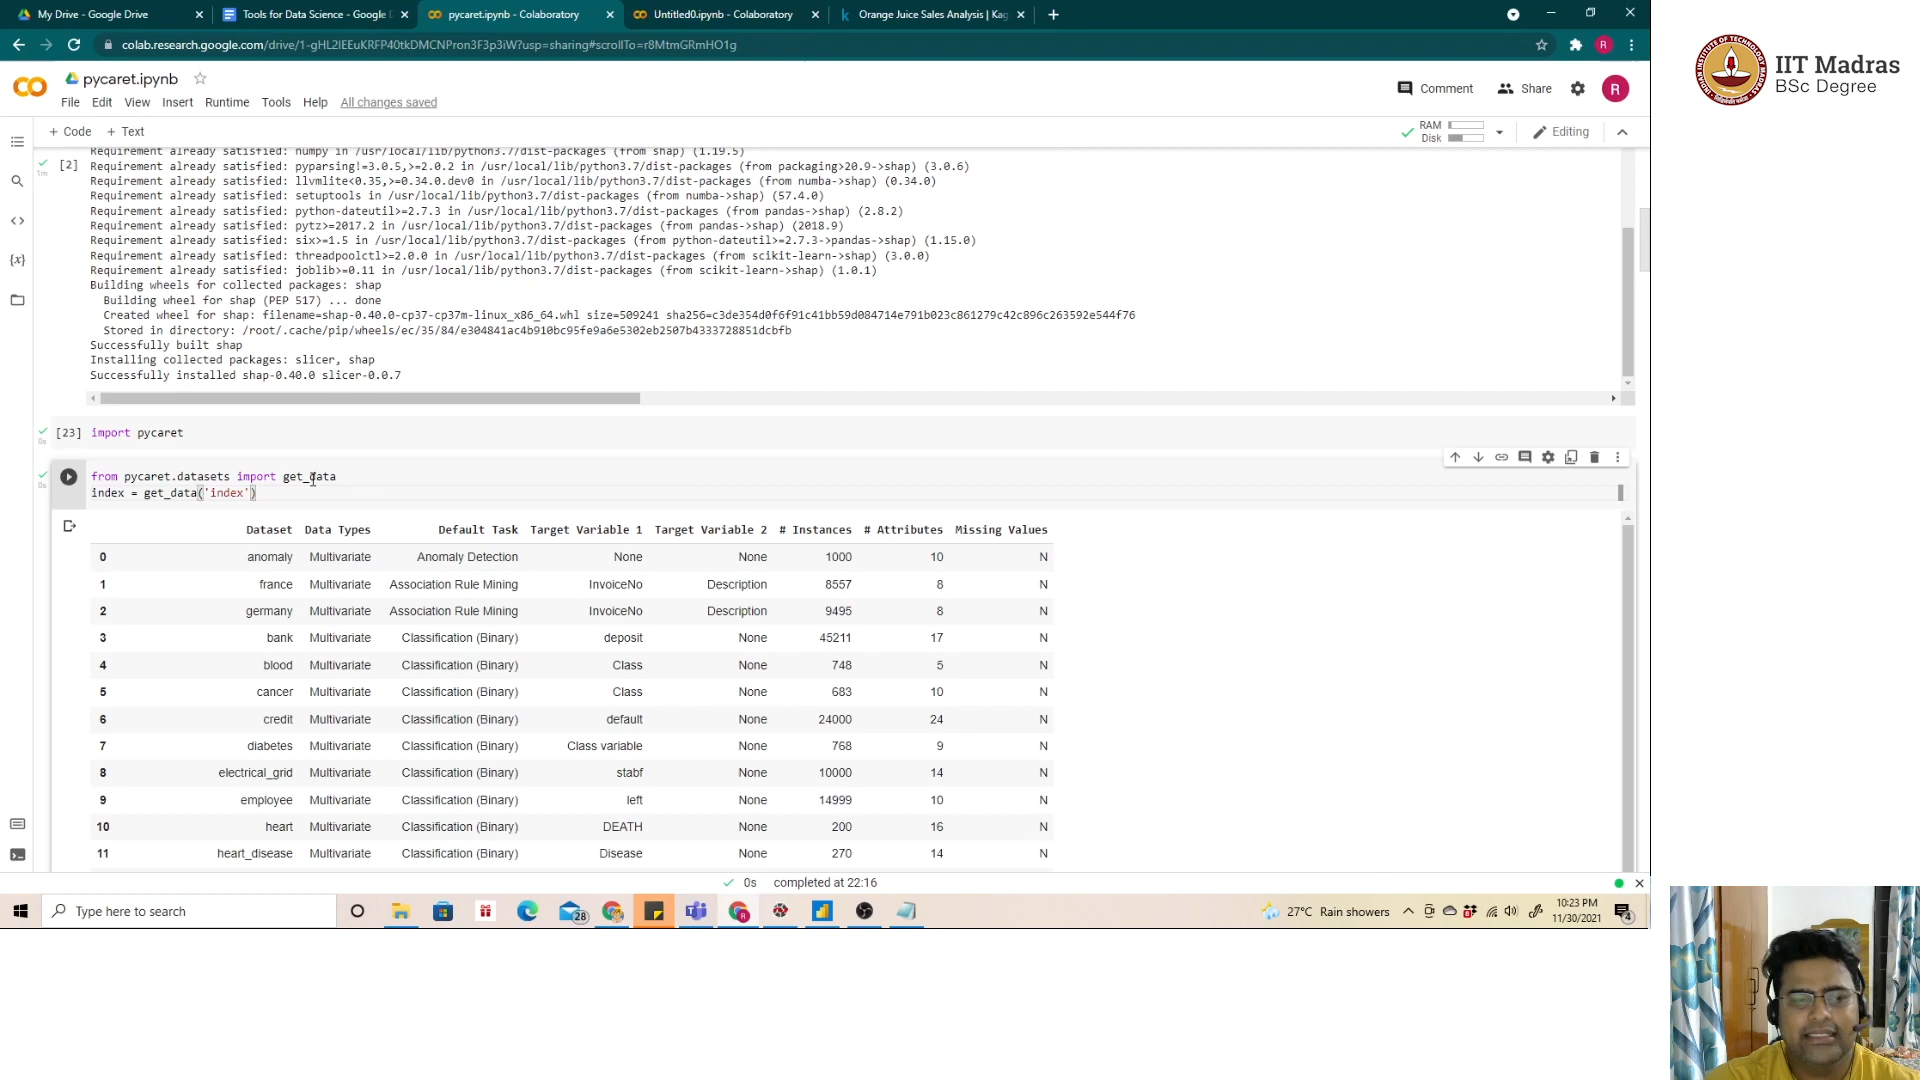 My Drive - Google Drive
Tools for Data Science - Google D
pycaret.ipynb - Colaboratory
Untitled0.ipynb - Colaboratory
Orange Juice Sales Analysis | Kag
colab.research.google.com/drive/1-gHL2lEEuKRFP40tkDMCNPron3F3p3iW?usp=sharing#scrollTo=r8MtmGRmHO1g
R
IIT Madras
BSc Degree
pycaret.ipynb
File Edit View Insert Runtime Tools Help All changes saved
Comment Share R
+ Code + Text
RAM
Disk
Editing
Requirement already satisfied: numpy in /usr/local/lib/python3.7/dist-packages (from shap) (1.19.5)
[2] Requirement already satisfied: pyparsing!=3.0.5,>=2.0.2 in /usr/local/lib/python3.7/dist-packages (from packaging>20.9->shap) (3.0.6)
1m
Requirement already satisfied: llvmlite<0.35,>=0.34.0.dev0 in /usr/local/lib/python3.7/dist-packages (from numba->shap) (0.34.0)
Requirement already satisfied: setuptools in /usr/local/lib/python3.7/dist-packages (from numba->shap) (57.4.0)
Requirement already satisfied: python-dateutil>=2.7.3 in /usr/local/lib/python3.7/dist-packages (from pandas->shap) (2.8.2)
Requirement already satisfied: pytz>=2017.2 in /usr/local/lib/python3.7/dist-packages (from pandas->shap) (2018.9)
Requirement already satisfied: six>=1.5 in /usr/local/lib/python3.7/dist-packages (from python-dateutil>=2.7.3->pandas->shap) (1.15.0)
Requirement already satisfied: threadpoolctl>=2.0.0 in /usr/local/lib/python3.7/dist-packages (from scikit-learn->shap) (3.0.0)
Requirement already satisfied: joblib>=0.11 in /usr/local/lib/python3.7/dist-packages (from scikit-learn->shap) (1.0.1)
Building wheels for collected packages: shap
Building wheel for shap (PEP 517) ... done
Created wheel for shap: filename=shap-0.40.0-cp37-cp37m-linux_x86_64.whl size=509241 sha256=c3de354d0f6f91c41bb59d084714e791b023c861279c42c896c263592e544f76
Stored in directory: /root/.cache/pip/wheels/ec/35/84/e304841ac4b910bc95fe9a6e5302eb2507b4333728851dcbfb
Successfully built shap
Installing collected packages: slicer, shap
Successfully installed shap-0.40.0 slicer-0.0.7
[23] import pycaret
0s
from pycaret.datasets import get_data
0s
index = get_data('index')
Dataset Data Types Default Task Target Variable 1 Target Variable 2 # Instances # Attributes Missing Values
0 anomaly Multivariate Anomaly Detection None None 1000 10 N
1 france Multivariate Association Rule Mining InvoiceNo Description 8557 8 N
2 germany Multivariate Association Rule Mining InvoiceNo Description 9495 8 N
3 bank Multivariate Classification (Binary) deposit None 45211 17 N
4 blood Multivariate Classification (Binary) Class None 748 5 N
5 cancer Multivariate Classification (Binary) Class None 683 10 N
6 credit Multivariate Classification (Binary) default None 24000 24 N
7 diabetes Multivariate Classification (Binary) Class variable None 768 9 N
8 electrical_grid Multivariate Classification (Binary) stabf None 10000 14 N
9 employee Multivariate Classification (Binary) left None 14999 10 N
10 heart Multivariate Classification (Binary) DEATH None 200 16 N
11 heart_disease Multivariate Classification (Binary) Disease None 270 14 N
0s completed at 22:16
Type here to search
28
27°C Rain showers
10:23 PM
11/30/2021
4